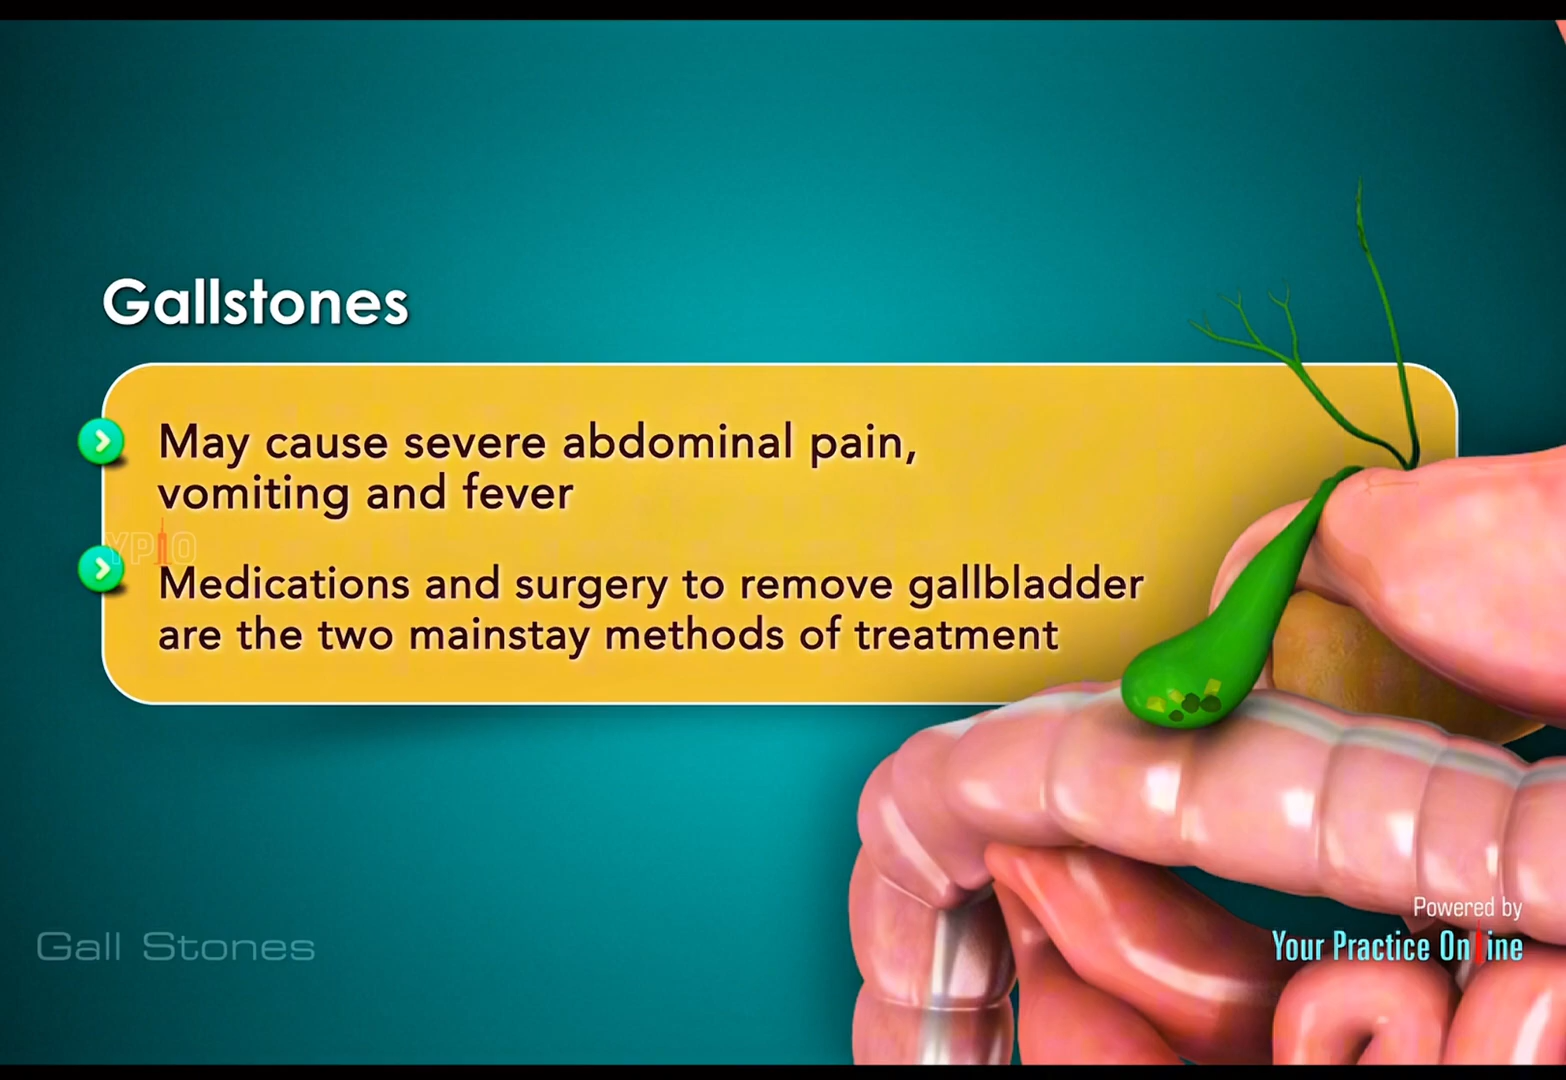 Gallstones
May cause severe abdominal pain,
vomiting and fever
YPO
Medications and surgery to remove gallbladder
are the two mainstay methods of treatment
Gall Stones
Powered by
Your Practice Online